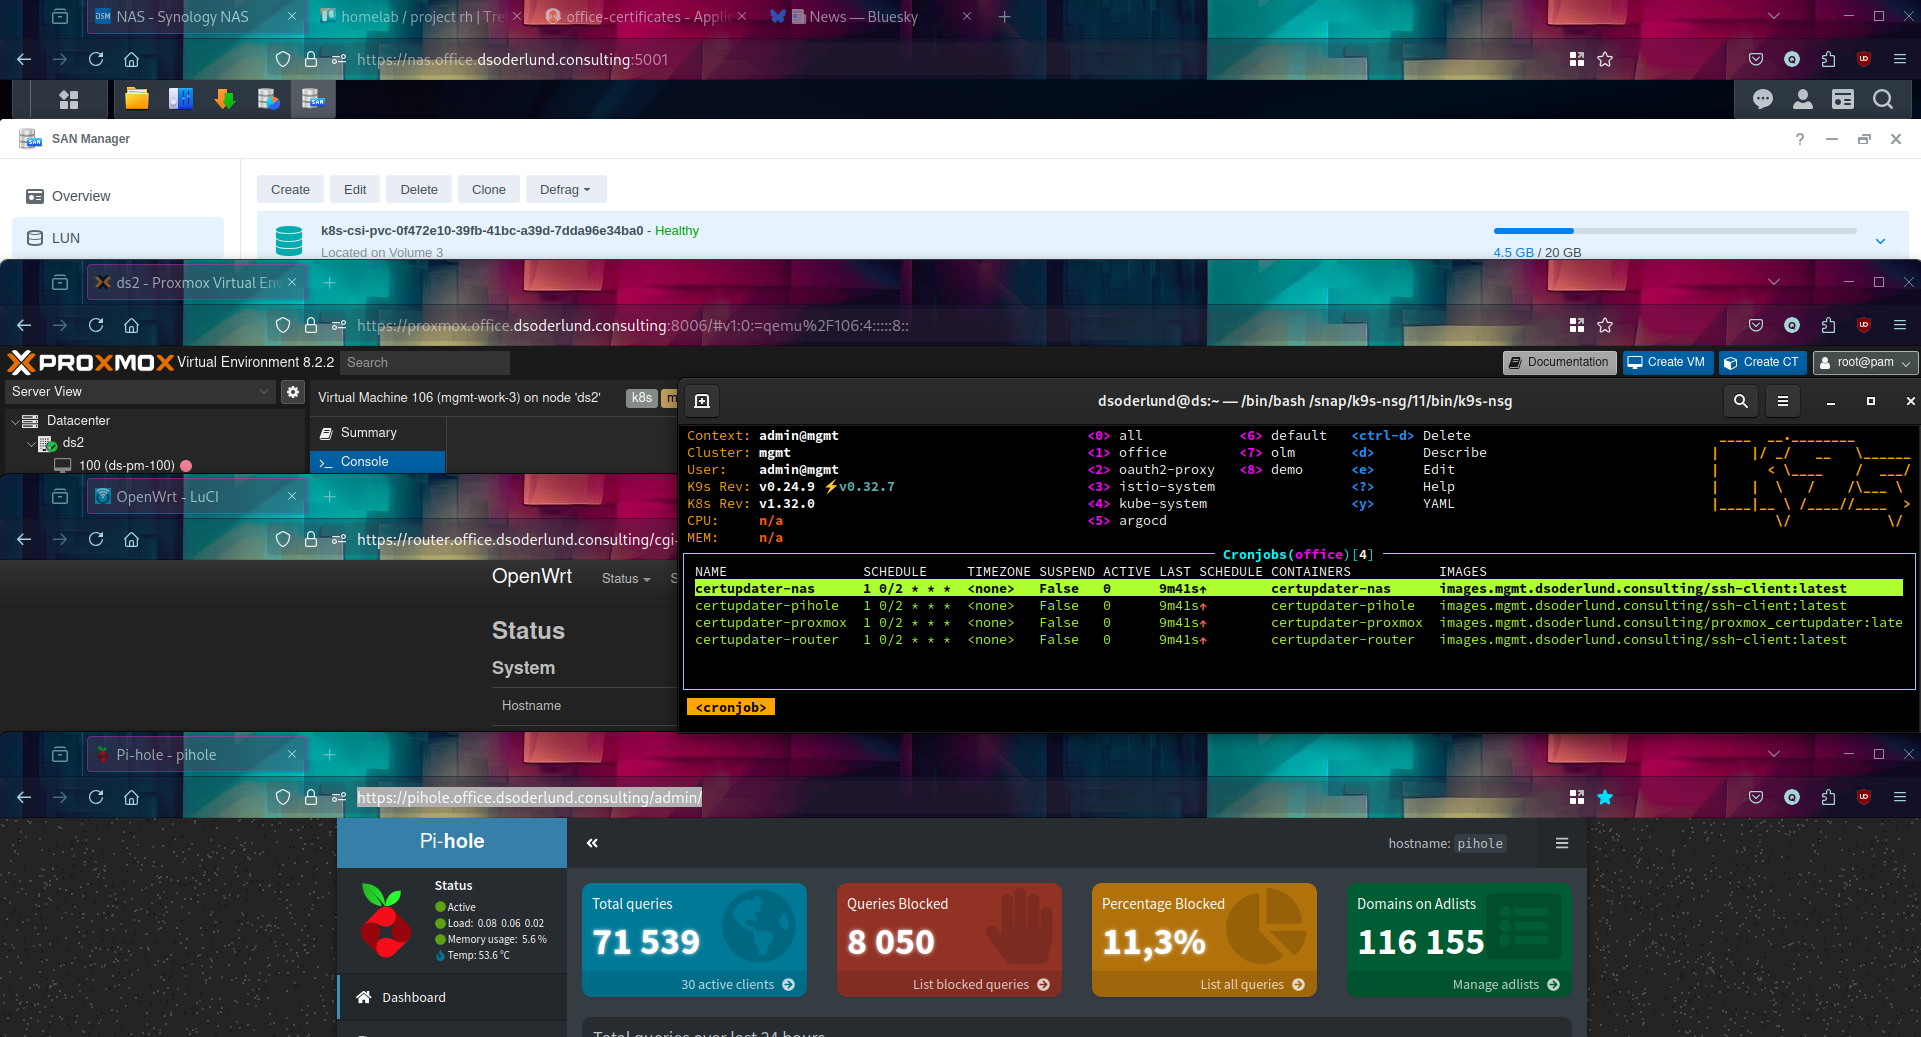 NAS - Synology NAS
homelab / project rh | Tre
office-certificates - Applic
News — Bluesky
https://nas.office.dsoderlund.consulting:5001
SAN Manager
Overview
LUN
Create
Edit
Delete
Clone
Defrag
k8s-csi-pvc-0f472e10-39fb-41bc-a39d-7dda96e34ba0 - Healthy
Located on Volume 3
4.5 GB / 20 GB
ds2 - Proxmox Virtual Env
https://proxmox.office.dsoderlund.consulting:8006/#v1:0:=qemu%2F106:4:::::8::
PROXMOX Virtual Environment 8.2.2
Search
Documentation
Create VM
Create CT
root@pam
Server View
Virtual Machine 106 (mgmt-work-3) on node 'ds2'
k8s
m
Datacenter
ds2
100 (ds-pm-100)
Summary
Console
dsoderlund@ds:~ — /bin/bash /snap/k9s-nsg/11/bin/k9s-nsg
Context: admin@mgmt <0> all <6> default <ctrl-d> Delete
Cluster: mgmt <1> office <7> olm <d> Describe
User: admin@mgmt <2> oauth2-proxy <8> demo <e> Edit
K9s Rev: v0.24.9 ⚡v0.32.7 <3> istio-system <?> Help
K8s Rev: v1.32.0 <4> kube-system <y> YAML
CPU: n/a <5> argocd
MEM: n/a
Cronjobs(office)[4]
NAME SCHEDULE TIMEZONE SUSPEND ACTIVE LAST SCHEDULE CONTAINERS IMAGES
certupdater-nas 1 0/2 * * * <none> False 0 9m41s↑ certupdater-nas images.mgmt.dsoderlund.consulting/ssh-client:latest
certupdater-pihole 1 0/2 * * * <none> False 0 9m41s↑ certupdater-pihole images.mgmt.dsoderlund.consulting/ssh-client:latest
certupdater-proxmox 1 0/2 * * * <none> False 0 9m41s↑ certupdater-proxmox images.mgmt.dsoderlund.consulting/proxmox_certupdater:late
certupdater-router 1 0/2 * * * <none> False 0 9m41s↑ certupdater-router images.mgmt.dsoderlund.consulting/ssh-client:latest
<cronjob>
OpenWrt - LuCI
https://router.office.dsoderlund.consulting/cgi-
OpenWrt
Status
S
Status
System
Hostname
Pi-hole - pihole
https://pihole.office.dsoderlund.consulting/admin/
Pi-hole
hostname: pihole
Status
Active
Load: 0.08 0.06 0.02
Memory usage: 5.6 %
Temp: 53.6 °C
Dashboard
Total queries
71 539
30 active clients
Queries Blocked
8 050
List blocked queries
Percentage Blocked
11,3%
List all queries
Domains on Adlists
116 155
Manage adlists
Total queries over last 24 hours